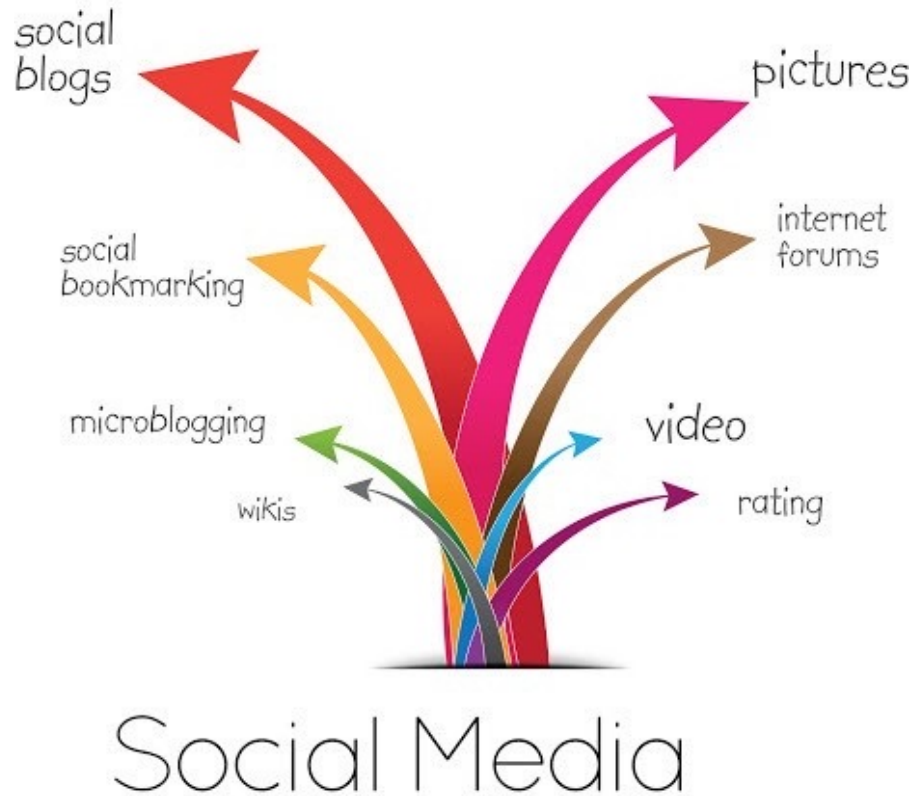 social
blogs
pictures
social
bookmarking
internet
forums
microblogging
video
wikis
rating
Social Media